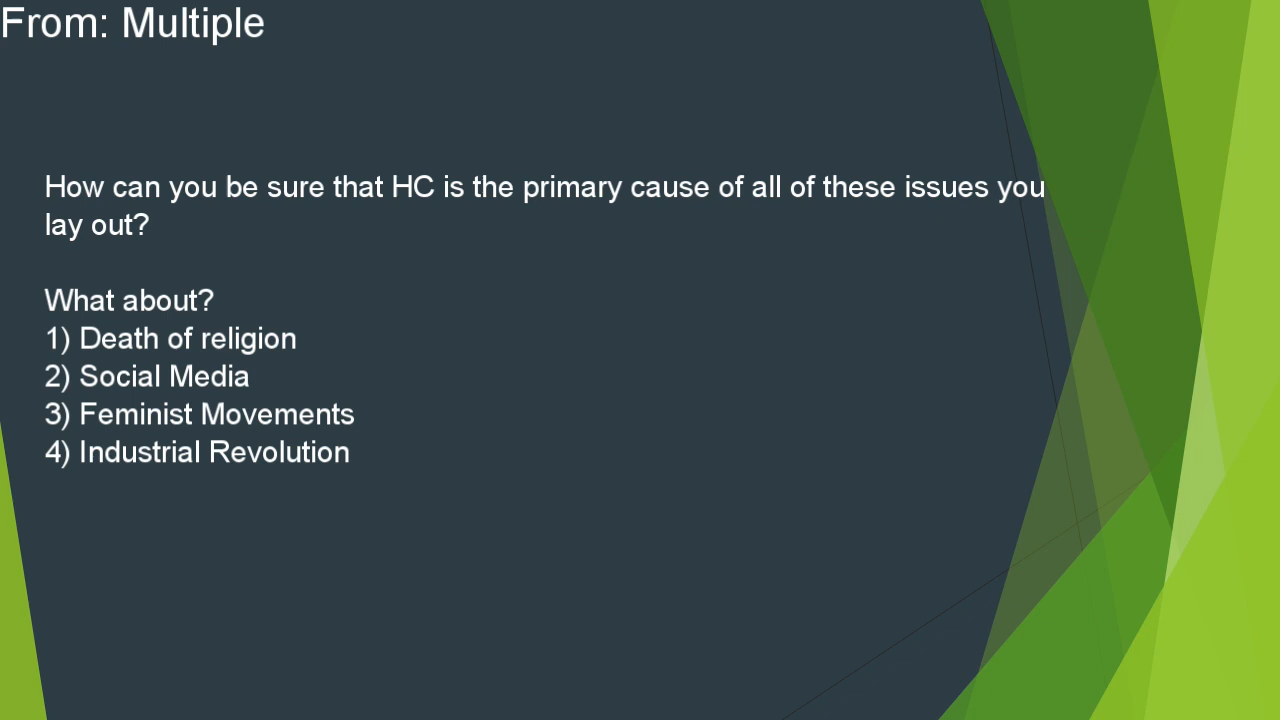 From: Multiple
How can you be sure that HC is the primary cause of all of these issues you
lay out?
What about?
1) Death of religion
2) Social Media
3) Feminist Movements
4) Industrial Revolution